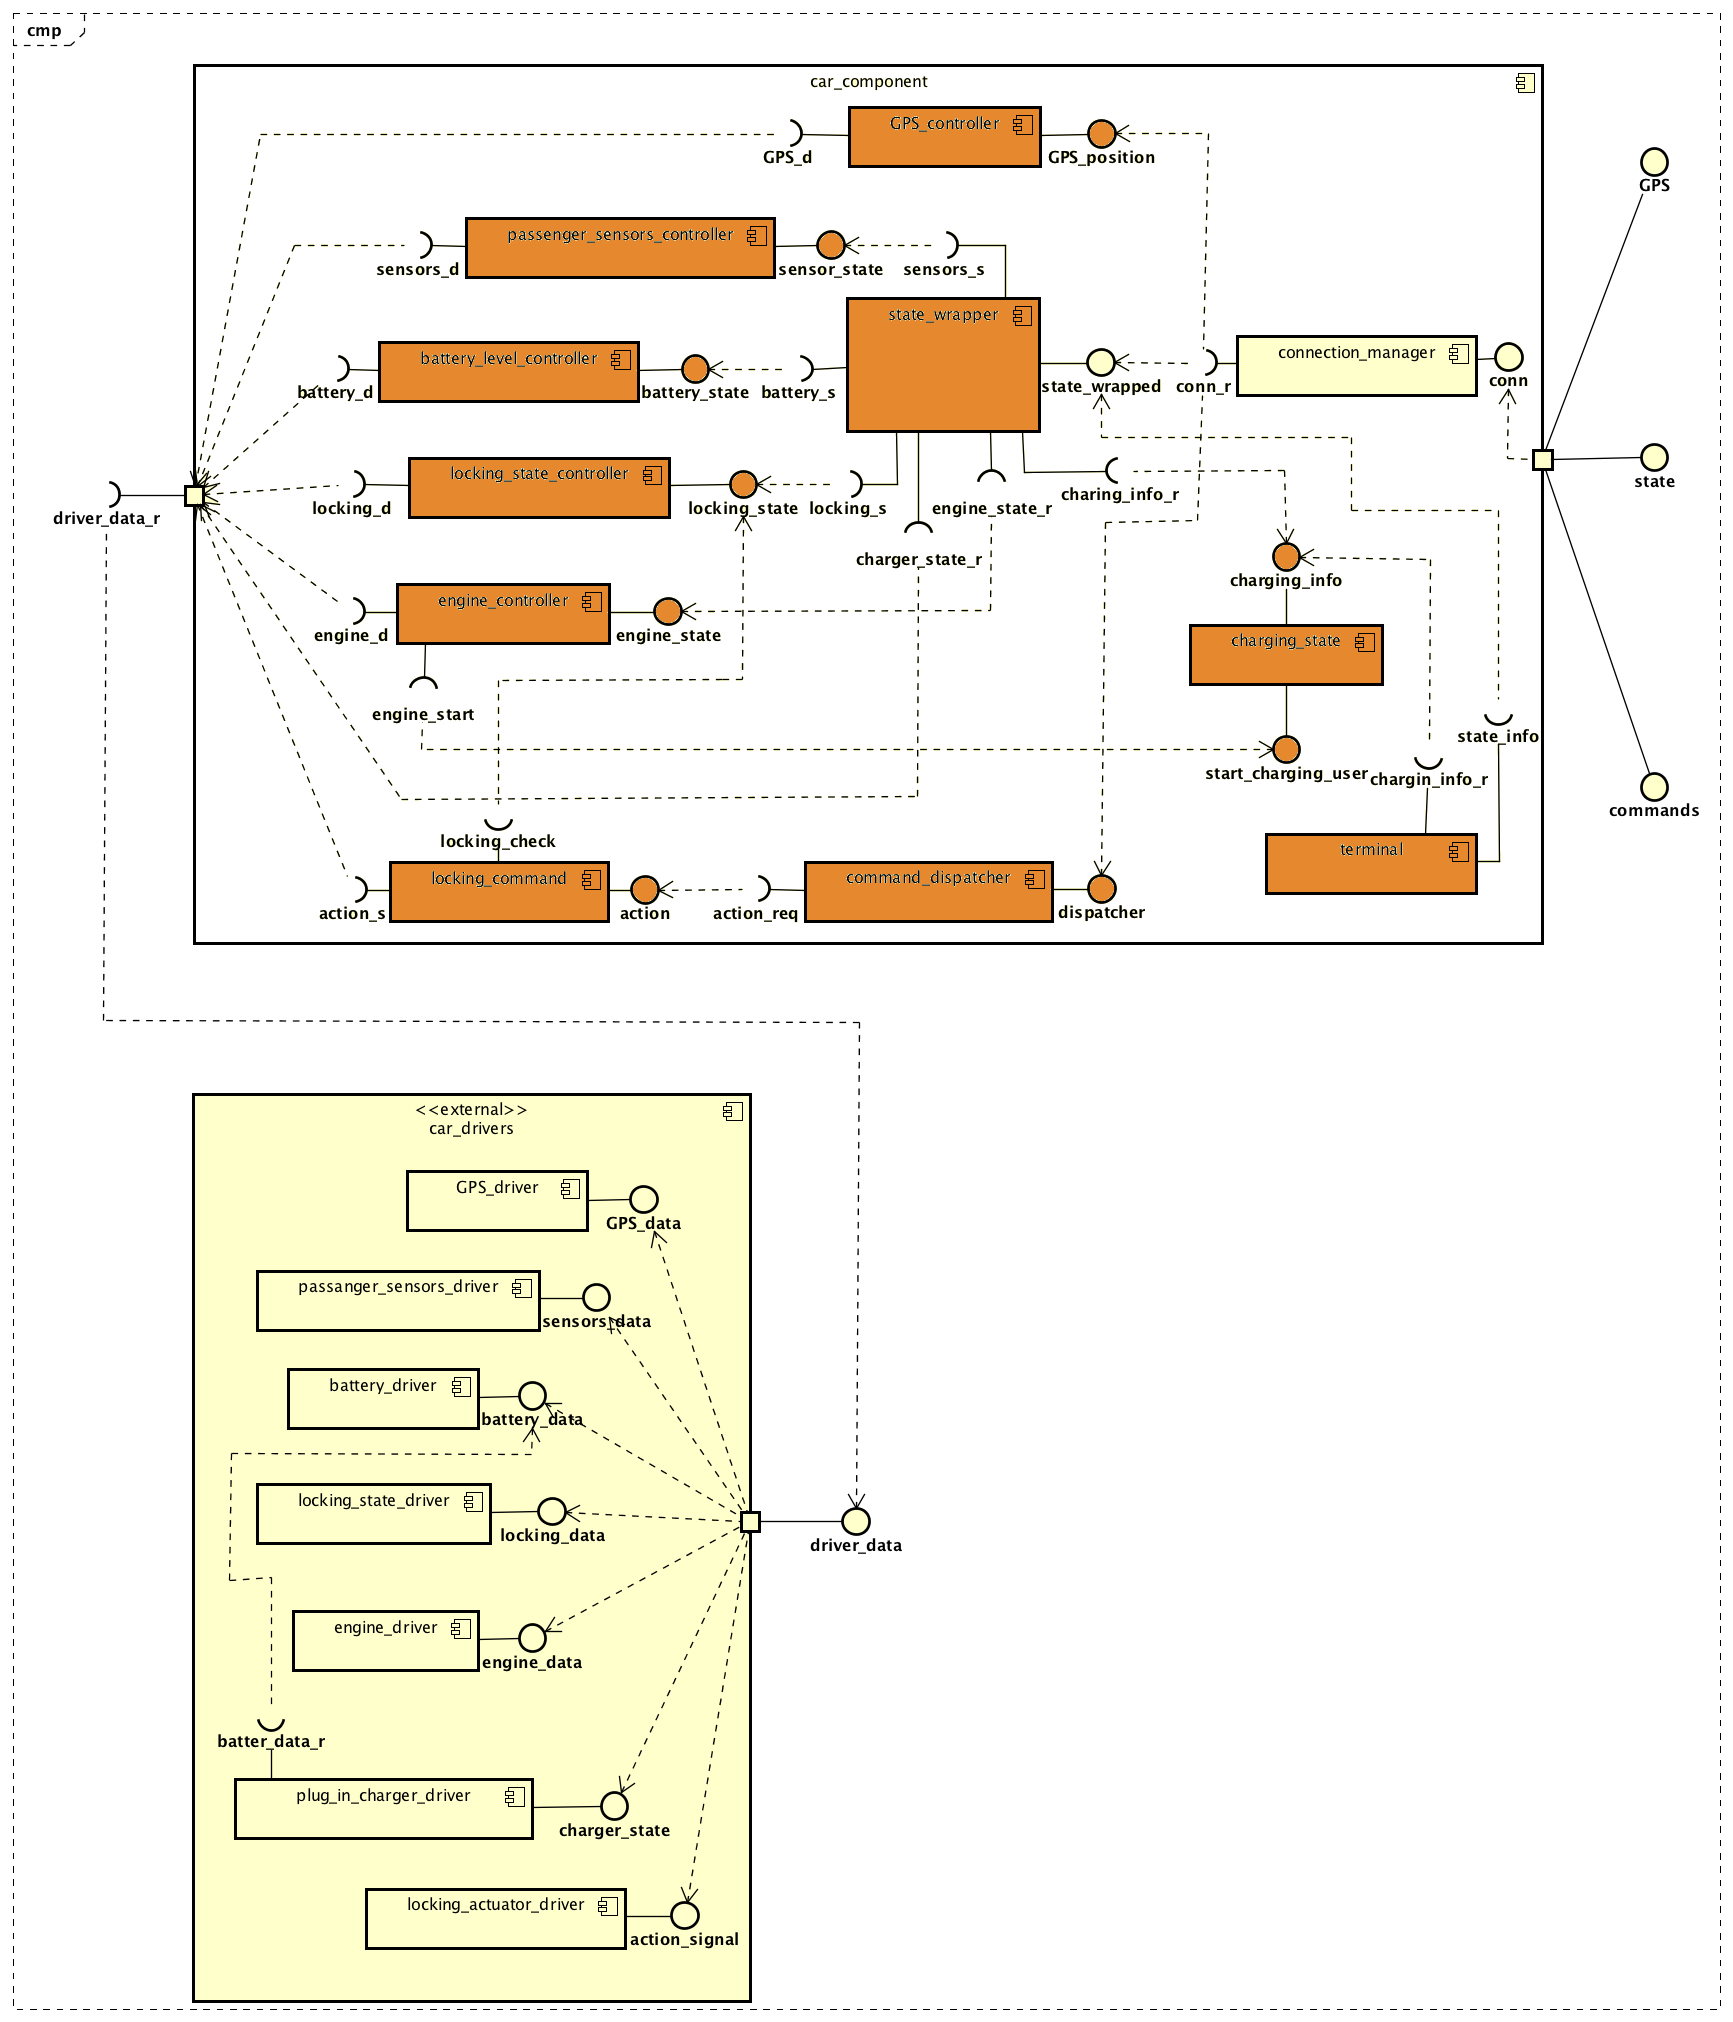 cmp
car_component
GPS_controller
GPS_d
GPS_position
GPS
passenger_sensors_controller
sensors_d
sensor_state
sensors_s
state_wrapper
battery_level_controller
connection_manager
battery_d
battery_state
battery_s
state_wrapped
conn_r
conn
locking_state_controller
state
locking_d
locking_state
locking_s
engine_state_r
charing_info_r
driver_data_r
charger_state_r
charging_info
engine_controller
engine_d
engine_state
charging_state
engine_start
state_info
start_charging_user
chargin_info_r
commands
locking_check
terminal
locking_command
command_dispatcher
action_s
action
action_req
dispatcher
<<external>>
car_drivers
GPS_driver
GPS_data
passanger_sensors_driver
sensors_data
battery_driver
battery_data
locking_state_driver
locking_data
driver_data
engine_driver
engine_data
batter_data_r
plug_in_charger_driver
charger_state
locking_actuator_driver
action_signal